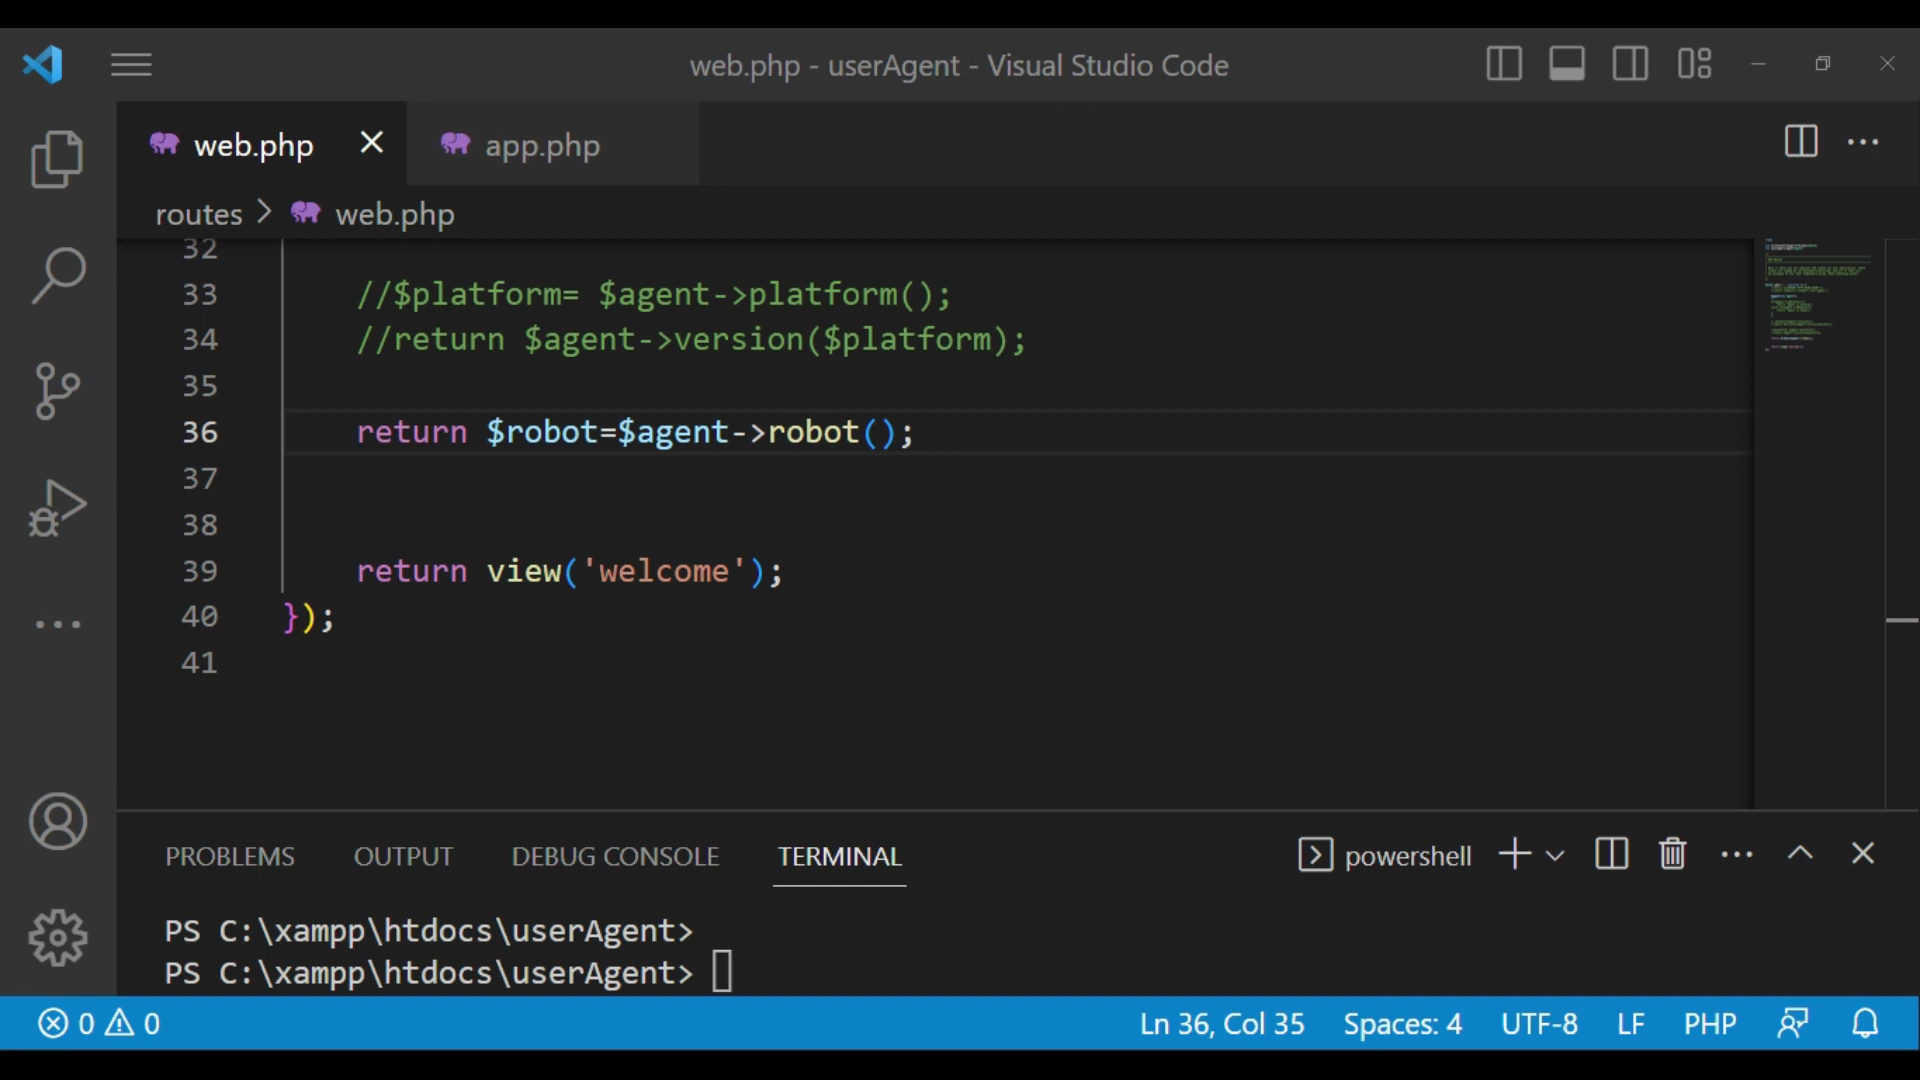 web.php - userAgent - Visual Studio Code
web.php app.php
routes > web.php
32
33 //$platform= $agent->platform();
34 //return $agent->version($platform);
35
36 return $robot=$agent->robot();
37
38
39 return view('welcome');
40 });
41
PROBLEMS OUTPUT DEBUG CONSOLE TERMINAL powershell
PS C:\xampp\htdocs\userAgent>
PS C:\xampp\htdocs\userAgent>
0 0 Ln 36, Col 35 Spaces: 4 UTF-8 LF PHP